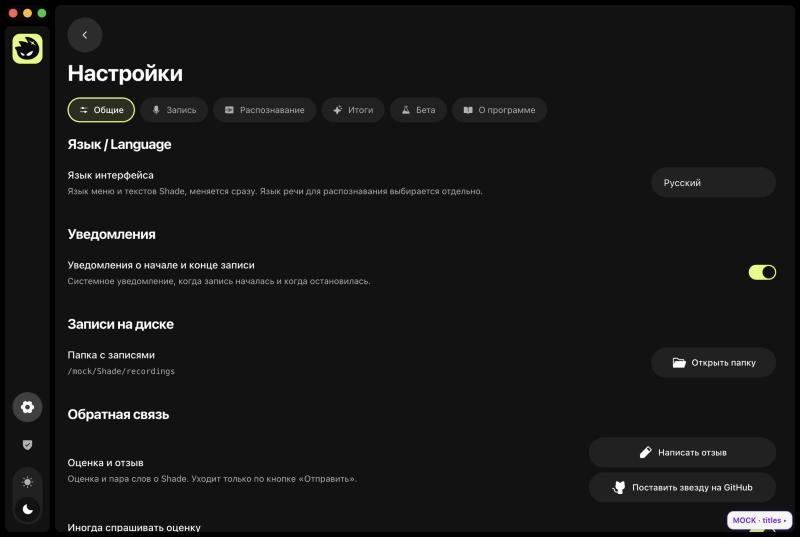 Настройки
Общие
Запись
Распознавание
Итоги
Бета
О программе
Язык / Language
Язык интерфейса
Язык меню и текстов Shade, меняется сразу. Язык речи для распознавания выбирается отдельно.
Русский
Уведомления
Уведомления о начале и конце записи
Системное уведомление, когда запись началась и когда остановилась.
Записи на диске
Папка с записями
/mock/Shade/recordings
Открыть папку
Обратная связь
Оценка и отзыв
Оценка и пара слов о Shade. Уходит только по кнопке «Отправить».
Написать отзыв
Поставить звезду на GitHub
Иногда спрашивать оценку
MOCK · titles •